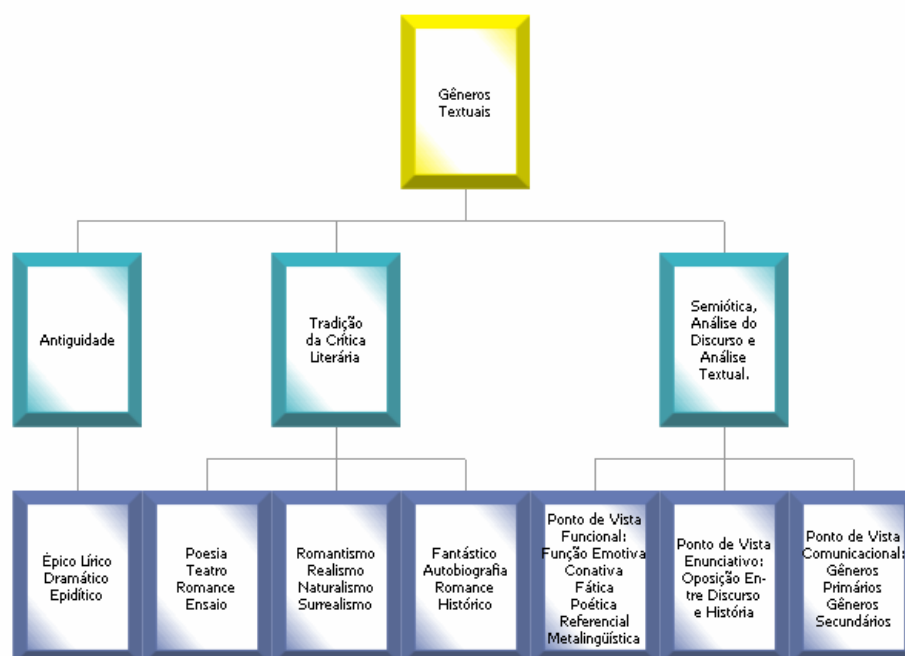 Gêneros
Textuais
Antiguidade
Tradição
da Crítica
Literária
Semiótica,
Análise do
Discurso e
Análise
Textual.
Épico Lírico
Dramático
Epidítico
Poesia
Teatro
Romance
Ensaio
Romantismo
Realismo
Naturalismo
Surrealismo
Fantástico
Autobiografia
Romance
Histórico
Ponto de Vista
Funcional:
Função Emotiva
Conativa
Fática
Poética
Referencial
Metalingüística
Ponto de Vista
Enunciativo:
Oposição En-
tre Discurso
e História
Ponto de Vista
Comunicacional:
Gêneros
Primários
Gêneros
Secundários